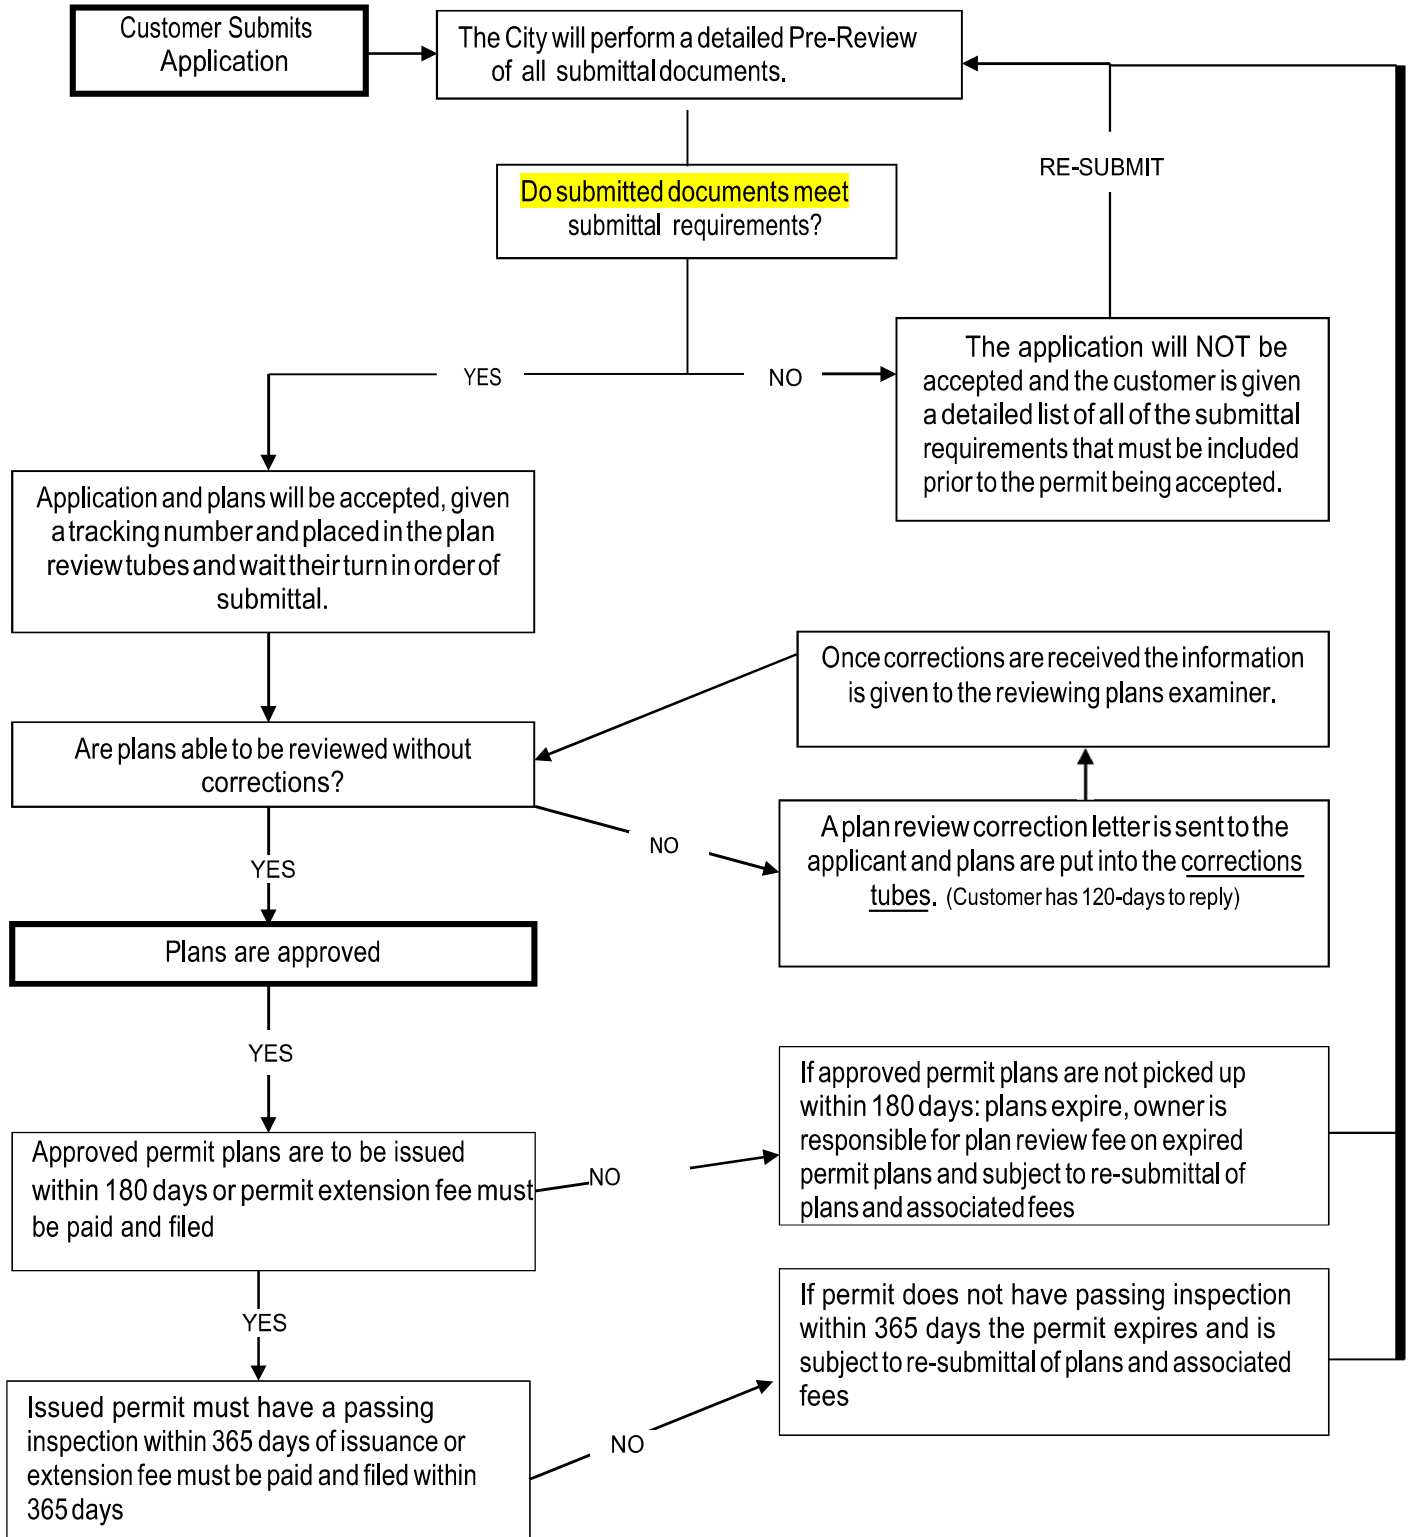 Customer Submits
Application
The City will perform a detailed Pre-Review
of all submittal documents.
RE-SUBMIT
Do submitted documents meet
submittal requirements?
YES
NO
The application will NOT be
accepted and the customer is given
a detailed list of all of the submittal
requirements that must be included
prior to the permit being accepted.
Application and plans will be accepted, given
a tracking number and placed in the plan
review tubes and wait their turn in order of
submittal.
Once corrections are received the information
is given to the reviewing plans examiner.
Are plans able to be reviewed without
corrections?
NO
A plan review correction letter is sent to the
applicant and plans are put into the corrections
tubes. (Customer has 120-days to reply)
YES
Plans are approved
YES
Approved permit plans are to be issued
within 180 days or permit extension fee must
be paid and filed
NO
If approved permit plans are not picked up
within 180 days: plans expire, owner is
responsible for plan review fee on expired
permit plans and subject to re-submittal of
plans and associated fees
YES
If permit does not have passing inspection
within 365 days the permit expires and is
subject to re-submittal of plans and associated
fees
Issued permit must have a passing
inspection within 365 days of issuance or
extension fee must be paid and filed within
365 days
NO